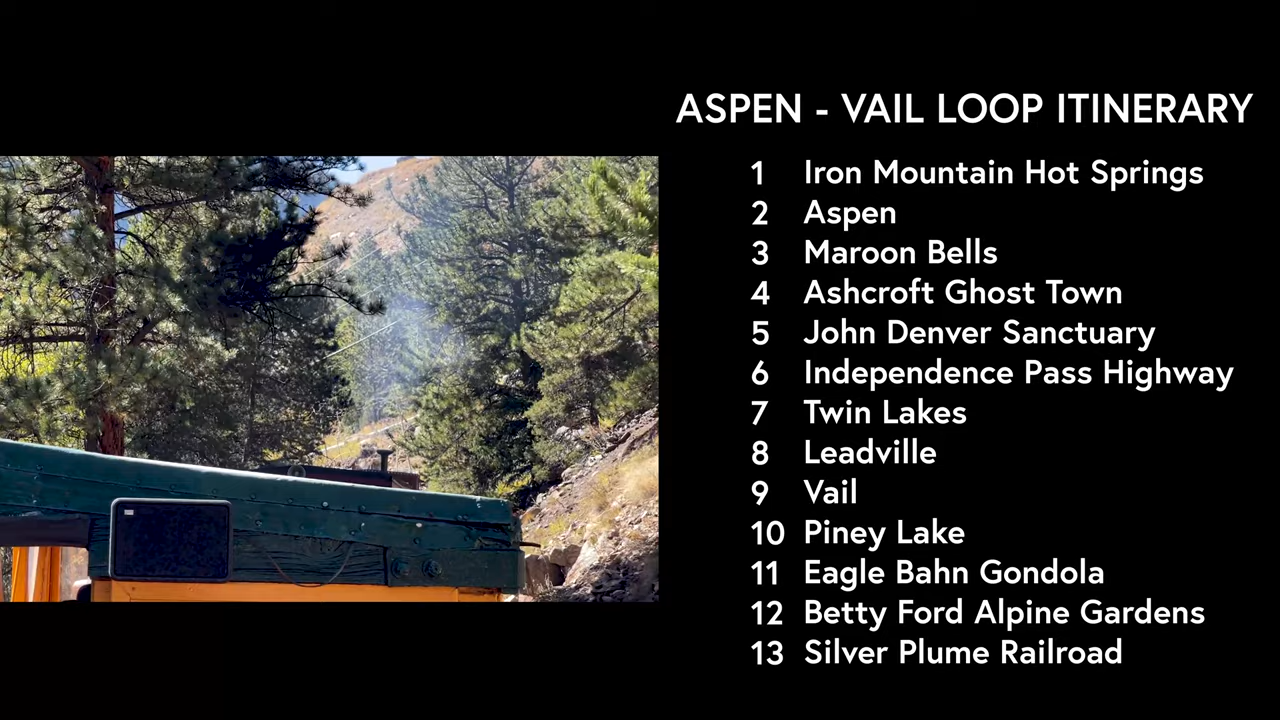 ASPEN - VAIL LOOP ITINERARY
1 Iron Mountain Hot Springs
2 Aspen
3 Maroon Bells
4 Ashcroft Ghost Town
5 John Denver Sanctuary
6 Independence Pass Highway
7 Twin Lakes
8 Leadville
9 Vail
10 Piney Lake
11 Eagle Bahn Gondola
12 Betty Ford Alpine Gardens
13 Silver Plume Railroad